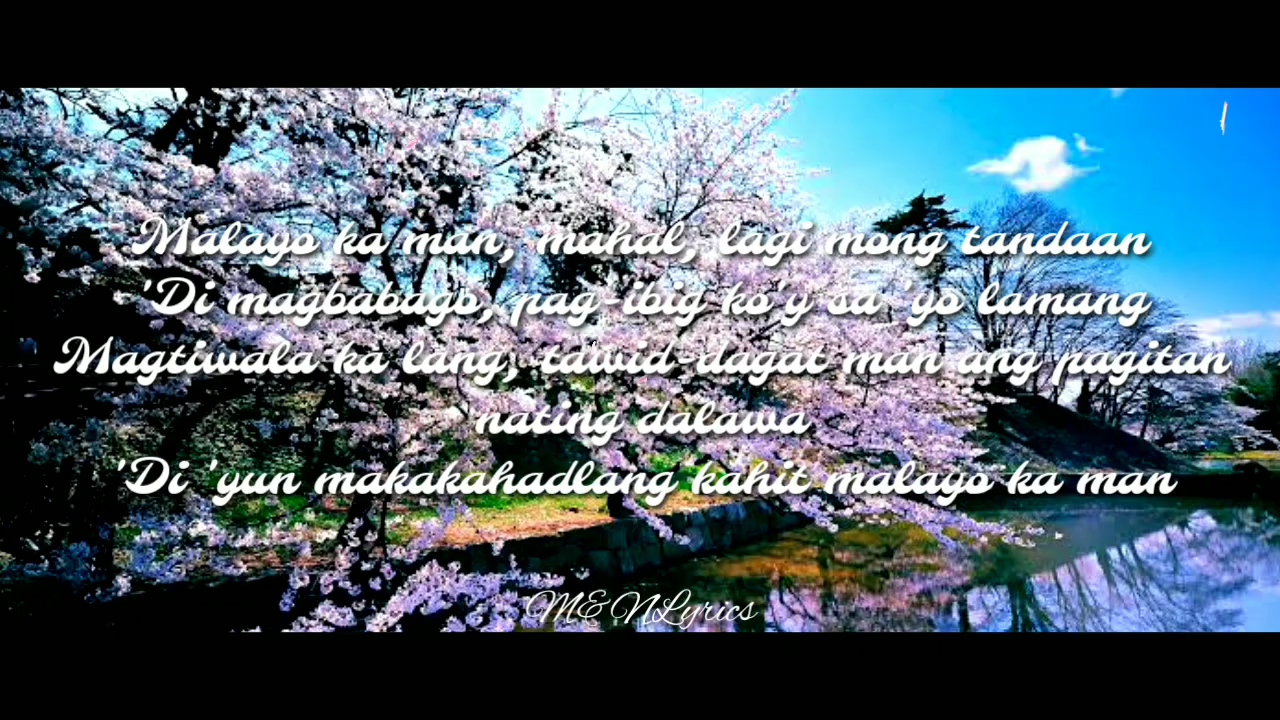 Malayo ka man, mahal, lagi mong tandaan
'Di magbabago, pag-ibig ko'y sa 'yo lamang
Magtiwala ka lang, tawid-dagat man ang pagitan
nating dalawa
'Di 'yun makakahadlang kahit malayo ka man
M&NLyrics